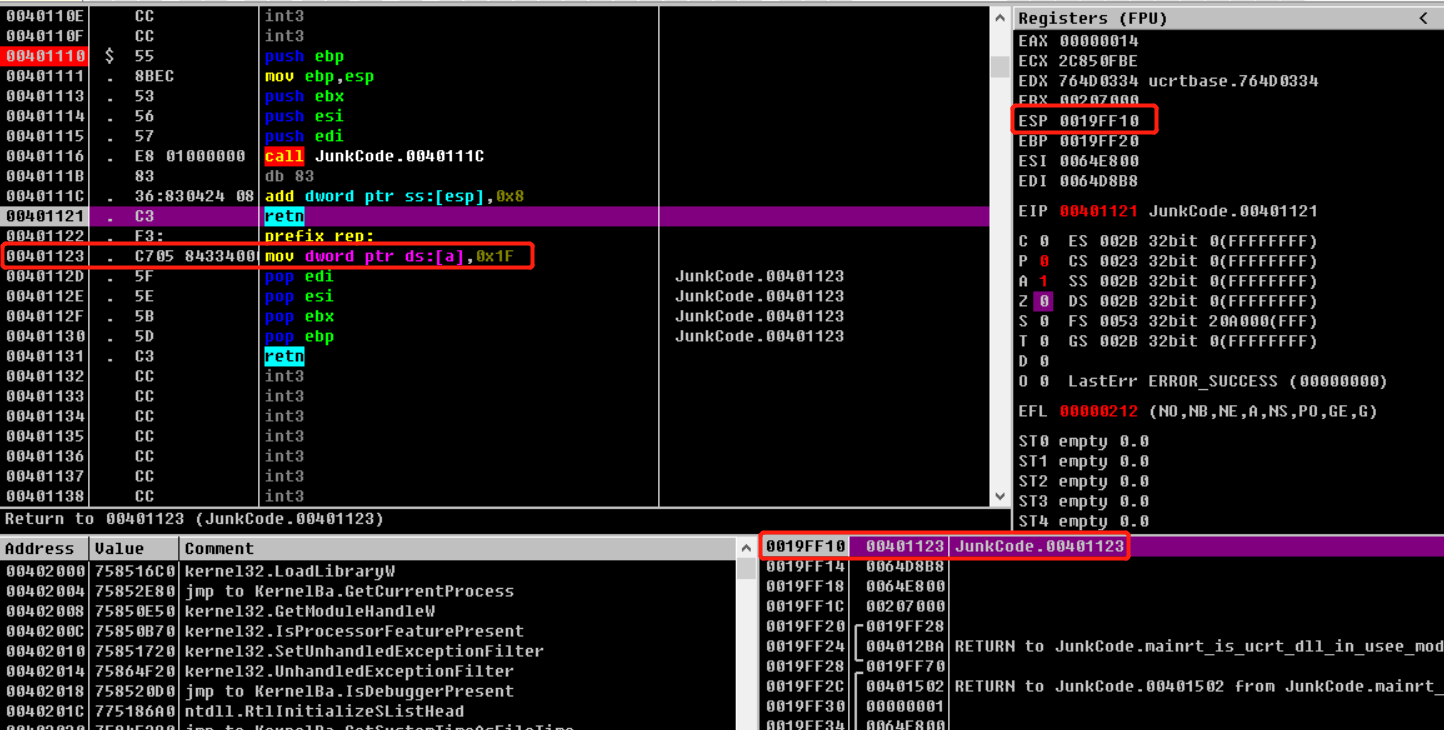 0040110E CC int3
0040110F CC int3
00401110 $ 55 push ebp
00401111 . 8BEC mov ebp,esp
00401113 . 53 push ebx
00401114 . 56 push esi
00401115 . 57 push edi
00401116 . E8 01000000 call JunkCode.0040111C
0040111B 83 db 83
0040111C . 36:830424 08 add dword ptr ss:[esp],0x8
00401121 . C3 retn
00401122 . F3: prefix rep:
00401123 . C705 84334000 mov dword ptr ds:[a],0x1F
0040112D . 5F pop edi JunkCode.00401123
0040112E . 5E pop esi JunkCode.00401123
0040112F . 5B pop ebx JunkCode.00401123
00401130 . 5D pop ebp JunkCode.00401123
00401131 . C3 retn
00401132 CC int3
00401133 CC int3
00401134 CC int3
00401135 CC int3
00401136 CC int3
00401137 CC int3
00401138 CC int3
Return to 00401123 (JunkCode.00401123)
Registers (FPU) <
EAX 00000014
ECX 2C850FBE
EDX 764D0334 ucrtbase.764D0334
EBX 00207000
ESP 0019FF10
EBP 0019FF20
ESI 0064E800
EDI 0064D8B8
EIP 00401121 JunkCode.00401121
C 0 ES 002B 32bit 0(FFFFFFFF)
P 0 CS 0023 32bit 0(FFFFFFFF)
A 1 SS 002B 32bit 0(FFFFFFFF)
Z 0 DS 002B 32bit 0(FFFFFFFF)
S 0 FS 0053 32bit 20A000(FFF)
T 0 GS 002B 32bit 0(FFFFFFFF)
D 0
O 0 LastErr ERROR_SUCCESS (00000000)
EFL 00000212 (NO,NB,NE,A,NS,PO,GE,G)
ST0 empty 0.0
ST1 empty 0.0
ST2 empty 0.0
ST3 empty 0.0
ST4 empty 0.0
Address Value Comment
00402000 758516C0 kernel32.LoadLibraryW
00402004 75852E80 jmp to KernelBa.GetCurrentProcess
00402008 75850E50 kernel32.GetModuleHandleW
0040200C 75850B70 kernel32.IsProcessorFeaturePresent
00402010 75851720 kernel32.SetUnhandledExceptionFilter
00402014 75864F20 kernel32.UnhandledExceptionFilter
00402018 758520D0 jmp to KernelBa.IsDebuggerPresent
0040201C 775186A0 ntdll.RtlInitializeSListHead
00402020 jmp to KernelBa.GetSystemTimeAsFileTime
0019FF10 00401123 JunkCode.00401123
0019FF14 0064D8B8
0019FF18 0064E800
0019FF1C 00207000
0019FF20 0019FF28
0019FF24 004012BA RETURN to JunkCode.mainrt_is_ucrt_dll_in_usee_mod
0019FF28 0019FF70
0019FF2C 00401502 RETURN to JunkCode.00401502 from JunkCode.mainrt_
0019FF30 00000001
0019FF34 0064E800